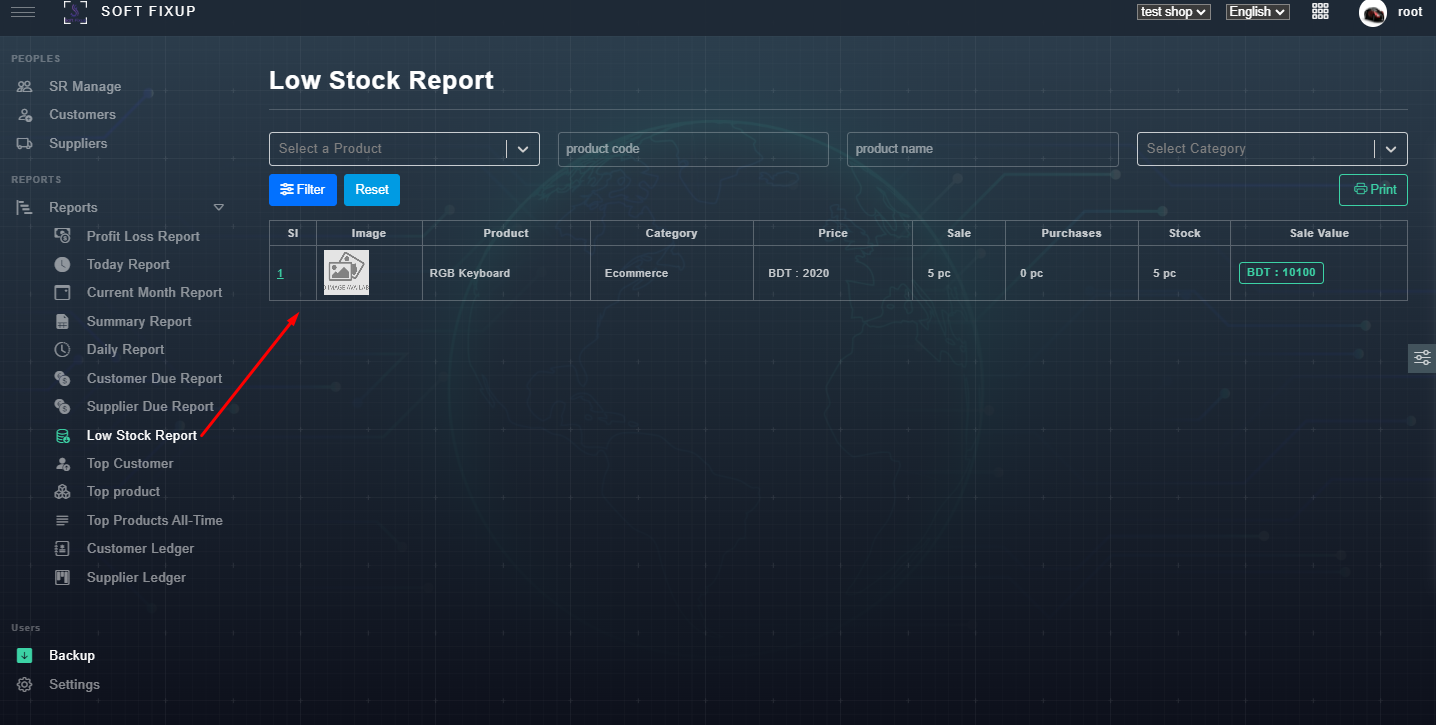 SOFT FIXUP
test shop
English
root
PEOPLES
SR Manage
Customers
Suppliers
REPORTS
Reports
Profit Loss Report
Today Report
Current Month Report
Summary Report
Daily Report
Customer Due Report
Supplier Due Report
Low Stock Report
Top Customer
Top product
Top Products All-Time
Customer Ledger
Supplier Ledger
Users
Backup
Settings
Low Stock Report
Select a Product
product code
product name
Select Category
Filter
Reset
Print
SI Image Product Category Price Sale Purchases Stock Sale Value
1 RGB Keyboard Ecommerce BDT : 2020 5 pc 0 pc 5 pc BDT : 10100